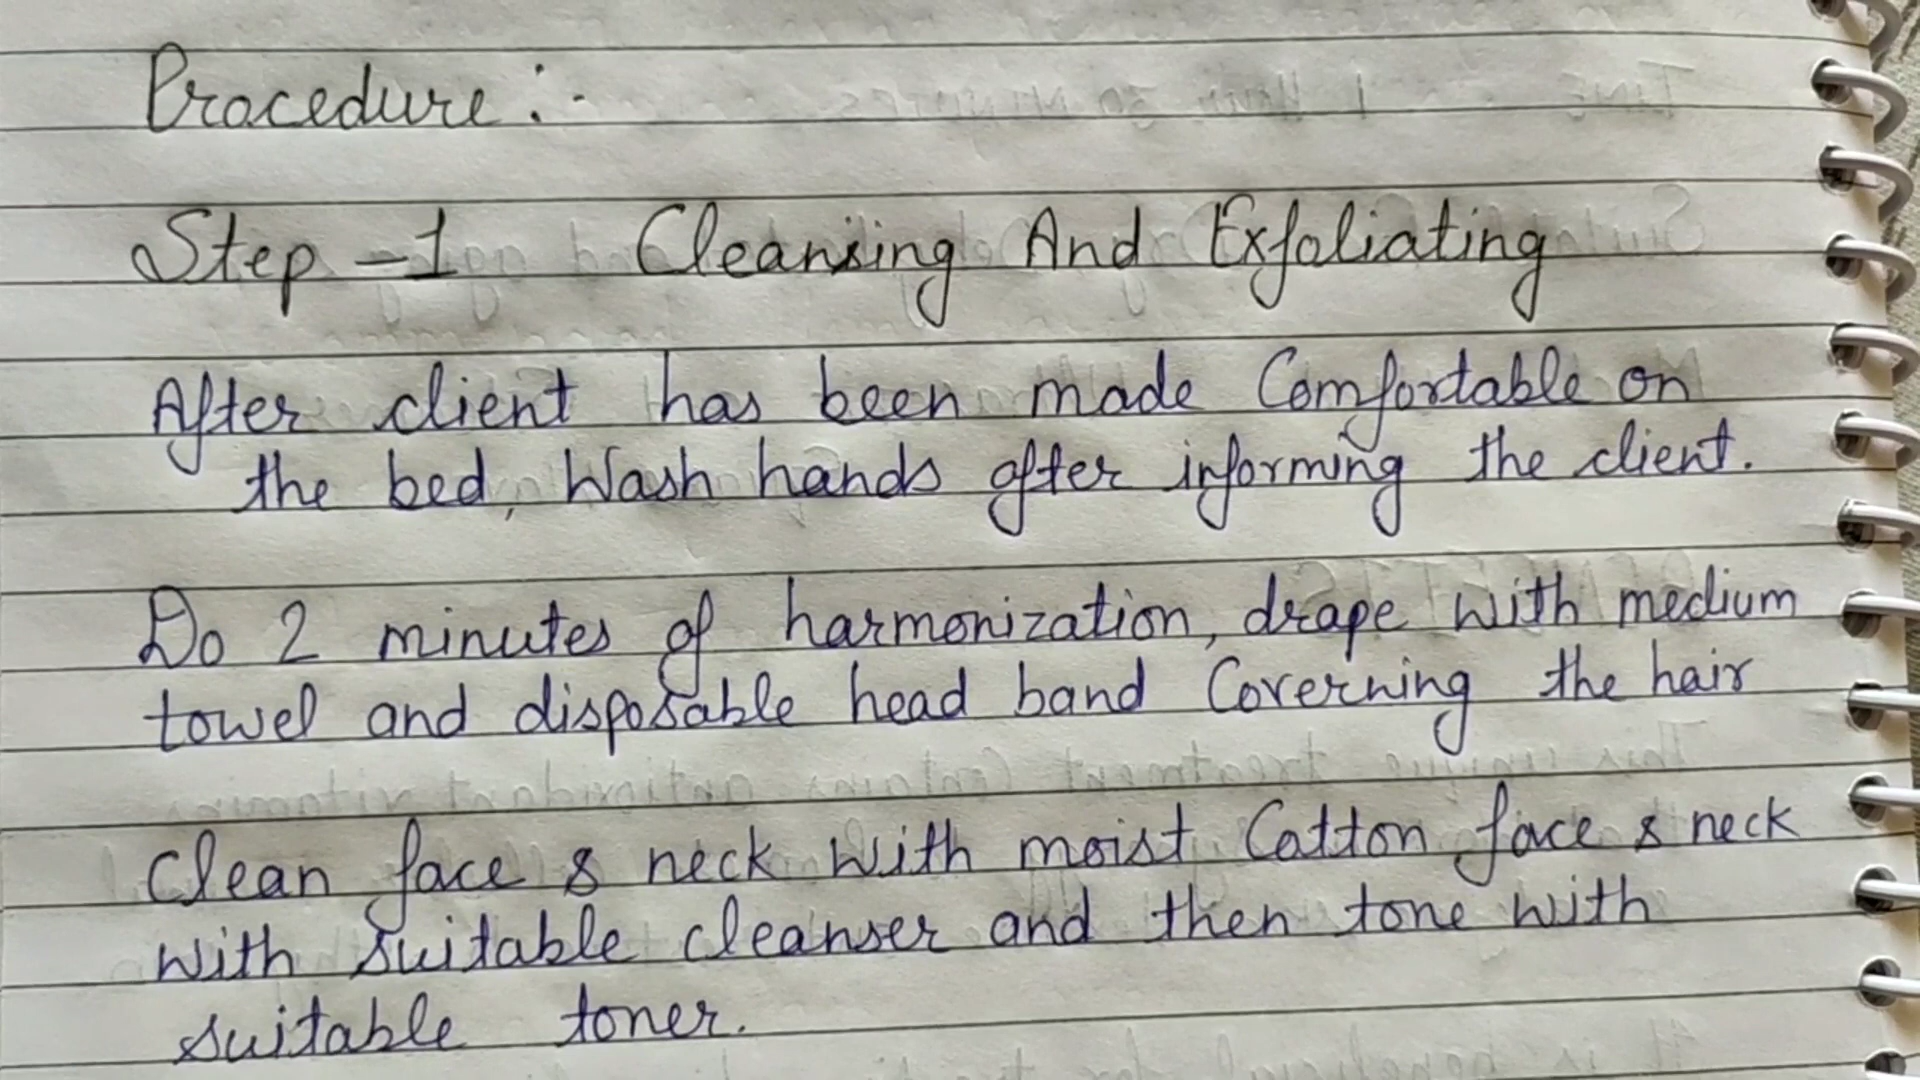 Procedure :-
Step -1 Cleansing And Exfoliating
After client has been made Comfortable on
the bed, Wash hands after informing the client.
Do 2 minutes of harmonization, drape with medium
towel and disposable head band Coverning the hair
Clean face & neck with moist Cotton face & neck
with suitable cleanser and then tone with
suitable toner.